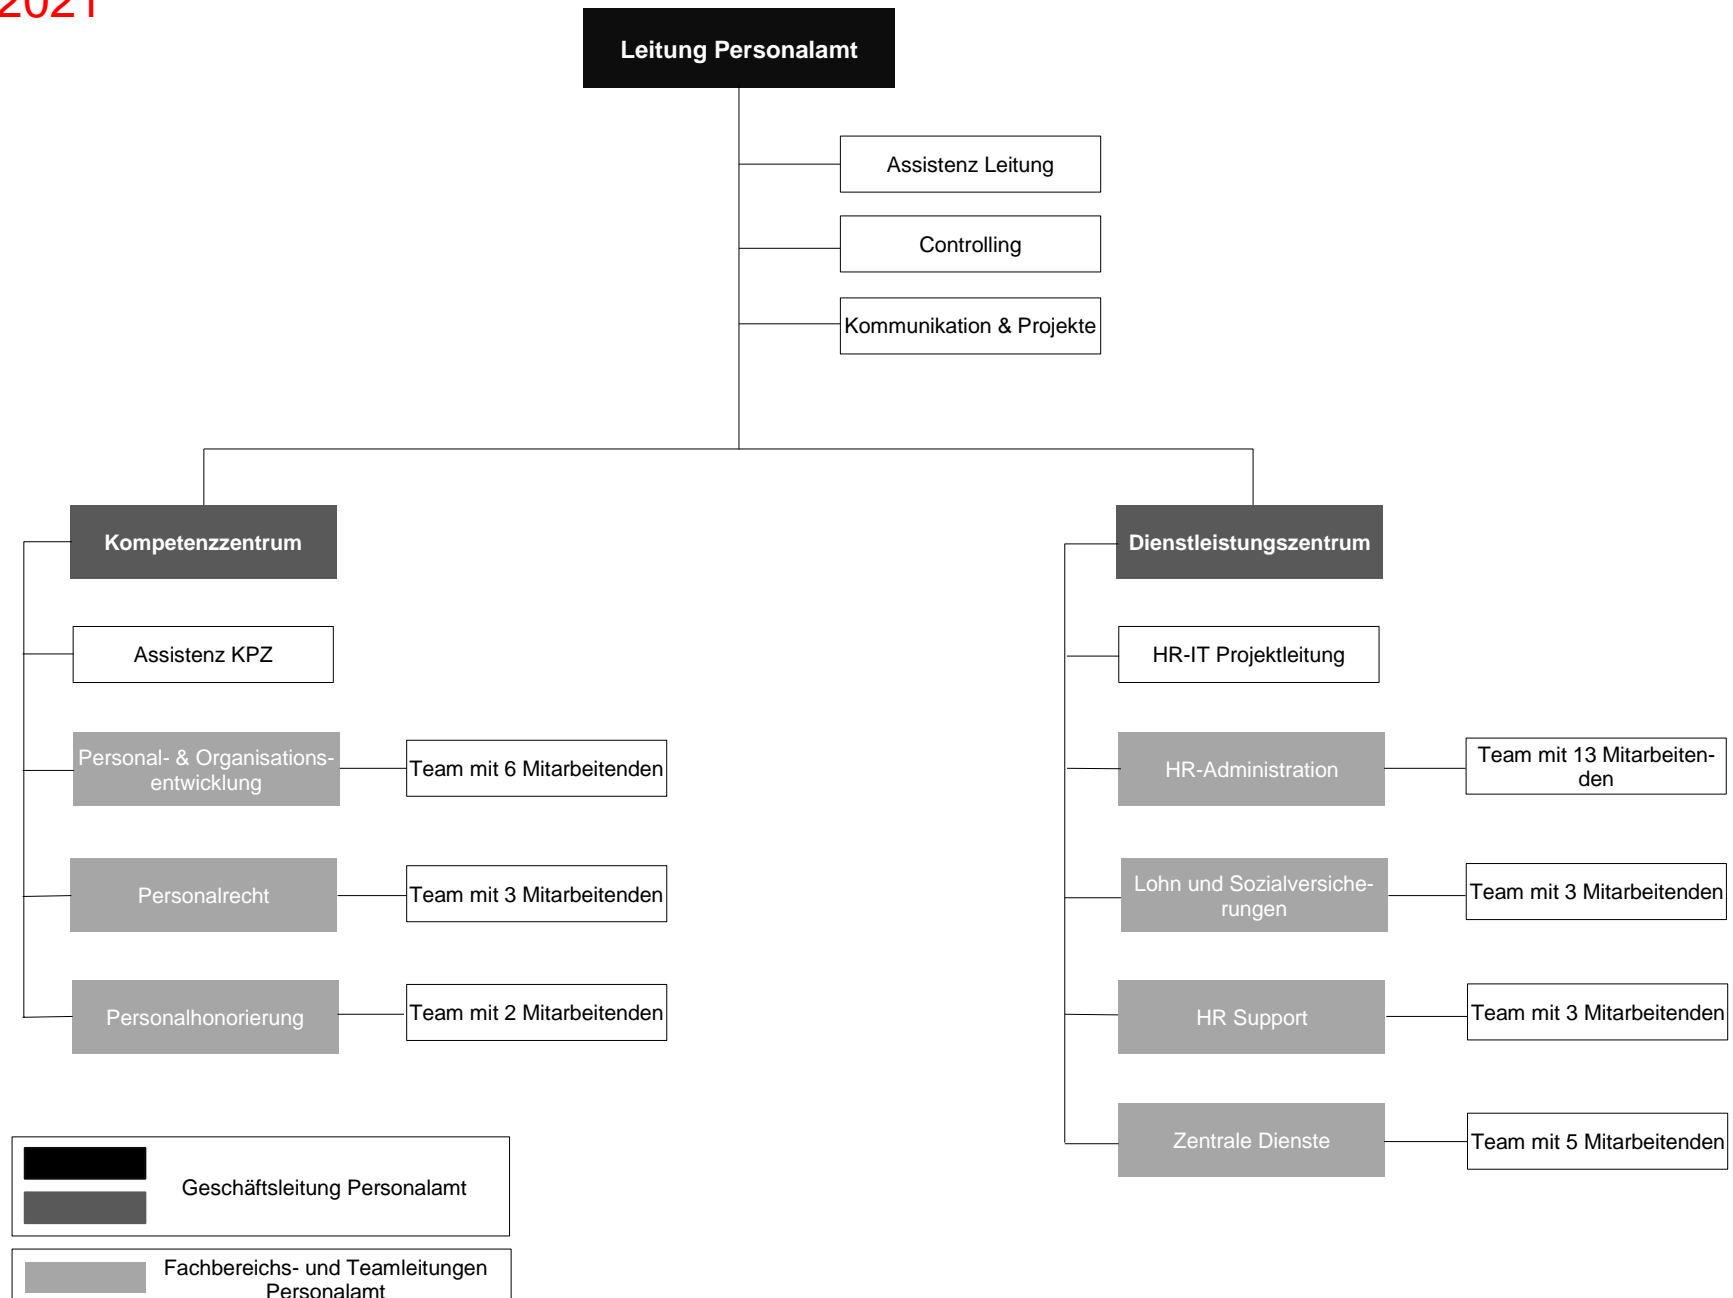 2021
Leitung Personalamt
Assistenz Leitung
Controlling
Kommunikation & Projekte
Kompetenzzentrum
Assistenz KPZ
Personal- & Organisations-
entwicklung
Team mit 6 Mitarbeitenden
Personalrecht
Team mit 3 Mitarbeitenden
Personalhonorierung
Team mit 2 Mitarbeitenden
Dienstleistungszentrum
HR-IT Projektleitung
HR-Administration
Team mit 13 Mitarbeiten-
den
Lohn und Sozialversiche-
rungen
Team mit 3 Mitarbeitenden
HR Support
Team mit 3 Mitarbeitenden
Zentrale Dienste
Team mit 5 Mitarbeitenden
Geschäftsleitung Personalamt
Fachbereichs- und Teamleitungen
Personalamt